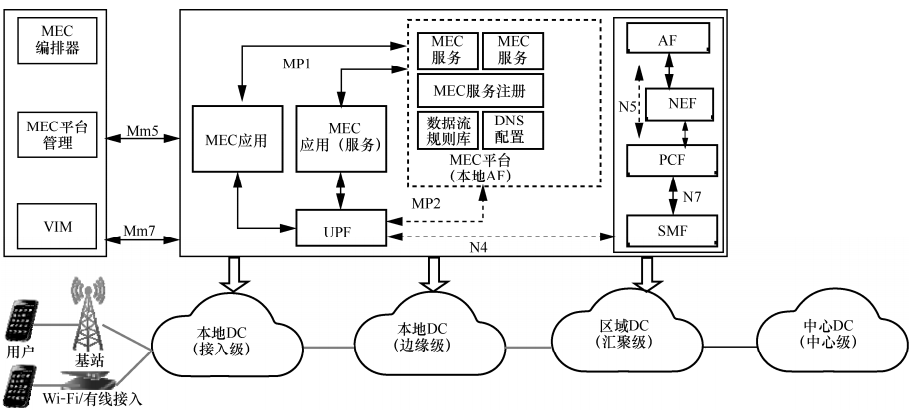 MEC
编排器
MEC平台
管理
VIM
Mm5
Mm7
MP1
MEC应用
MEC
应用（服务）
UPF
MEC
服务
MEC
服务
MEC服务注册
数据流
规则库
DNS
配置
MEC平台
（本地AF）
MP2
N4
AF
N5
NEF
PCF
N7
SMF
用户
基站
Wi-Fi/有线接入
本地DC
（接入级）
本地DC
（边缘级）
区域DC
（汇聚级）
中心DC
（中心级）